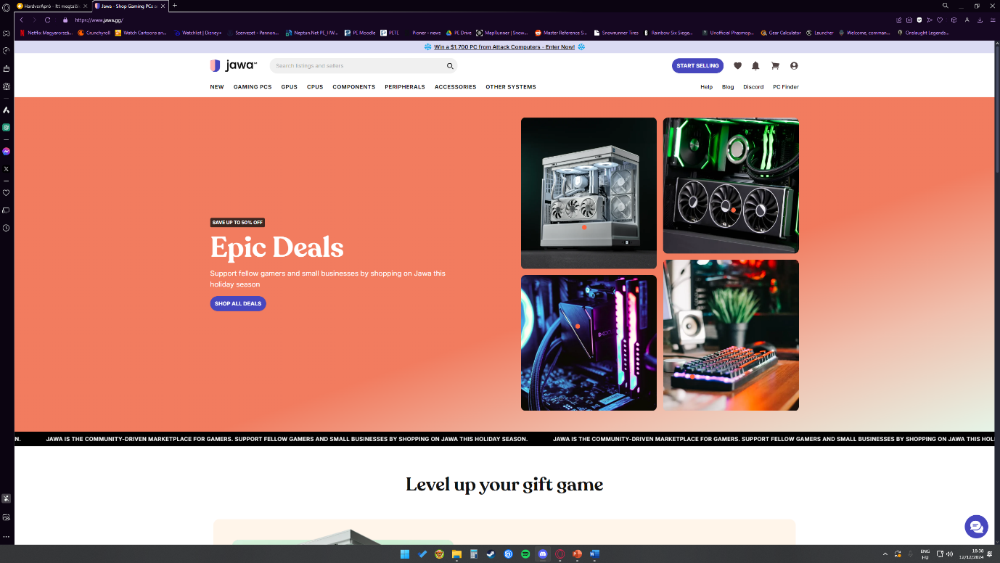 HardverApró - Itt megtalál
Jawa - Shop Gaming PCs a
https://www.jawa.gg/
Netflix Magyarorszá...
Crunchyroll
Watch Cartoons an...
Watchlist | Disney+
Szervezet - Pannon...
Neptun.Net PE_HW...
PE Moodle
PETE
Pioner - news
PE Drive
MapRunner | Snow...
Master Reference S...
Snowrunner Tires
Rainbow Six Siege...
Unofficial Phasmop...
Gear Calculator
Launcher
Welcome, comman...
Onslaught Legends...
Win a $1,700 PC from Attack Computers - Enter Now!
jawa
Search listings and sellers
START SELLING
NEW GAMING PCS GPUS CPUS COMPONENTS PERIPHERALS ACCESSORIES OTHER SYSTEMS
Help Blog Discord PC Finder
SAVE UP TO 50% OFF
Epic Deals
Support fellow gamers and small businesses by shopping on Jawa this
holiday season
SHOP ALL DEALS
N. JAWA IS THE COMMUNITY-DRIVEN MARKETPLACE FOR GAMERS. SUPPORT FELLOW GAMERS AND SMALL BUSINESSES BY SHOPPING ON JAWA THIS HOLIDAY SEASON. JAWA IS THE COMMUNITY-DRIVEN MARKETPLACE FOR GAMERS. SUPPORT FELLOW GAMERS AND SMALL BUSINESSES BY SHOPPING ON JAWA THIS HOL
Level up your gift game
ENG
HU
18:30
12/12/2024